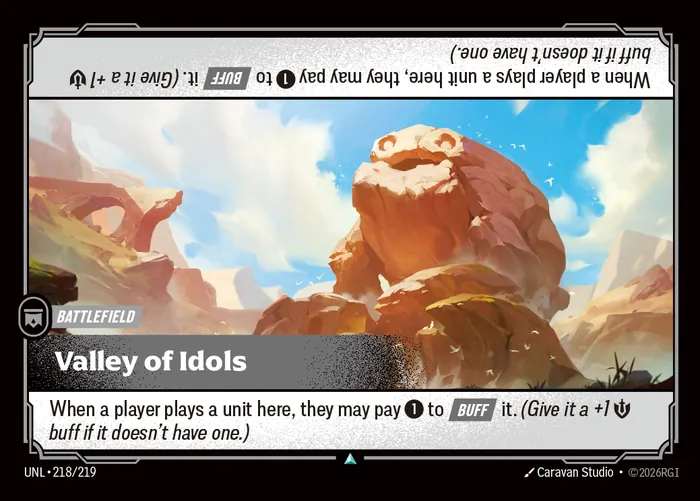 When a player plays a unit here, they may pay 1 to BUFF it. (Give it a +1
buff if it doesn't have one.)
BATTLEFIELD
Valley of Idols
When a player plays a unit here, they may pay 1 to BUFF it. (Give it a +1
buff if it doesn't have one.)
UNL • 218/219
Caravan Studio • ©2026RGI